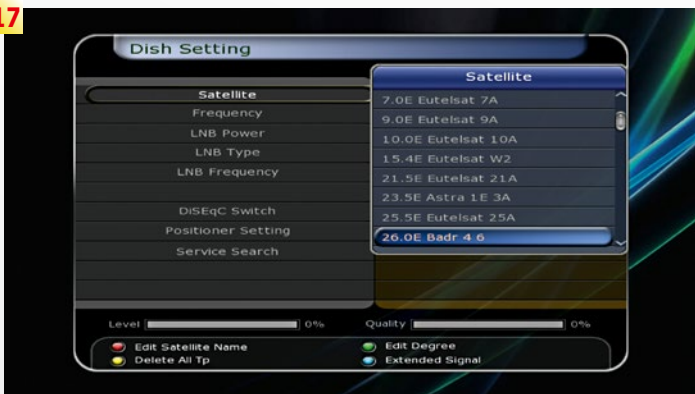 17
Dish Setting
Satellite
Frequency
LNB Power
LNB Type
LNB Frequency
DiSEqC Switch
Positioner Setting
Service Search
Satellite
7.0E Eutelsat 7A
9.0E Eutelsat 9A
10.0E Eutelsat 10A
15.4E Eutelsat W2
21.5E Eutelsat 21A
23.5E Astra 1E 3A
25.5E Eutelsat 25A
26.0E Badr 4 6
Level 0% Quality 0%
Edit Satellite Name Edit Degree
Delete All Tp Extended Signal